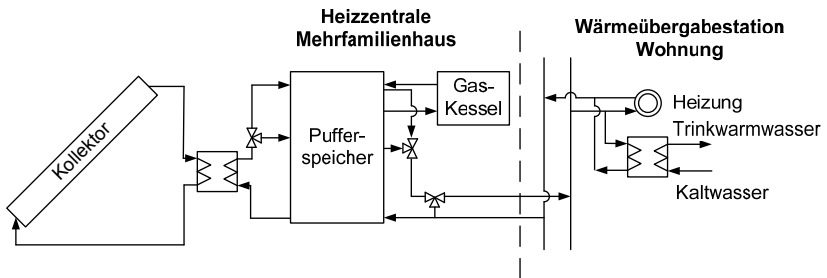 Heizzentrale
Mehrfamilienhaus
Wärmeübergabestation
Wohnung
Kollektor
Puffer-
speicher
Gas-
Kessel
Heizung
Trinkwarmwasser
Kaltwasser